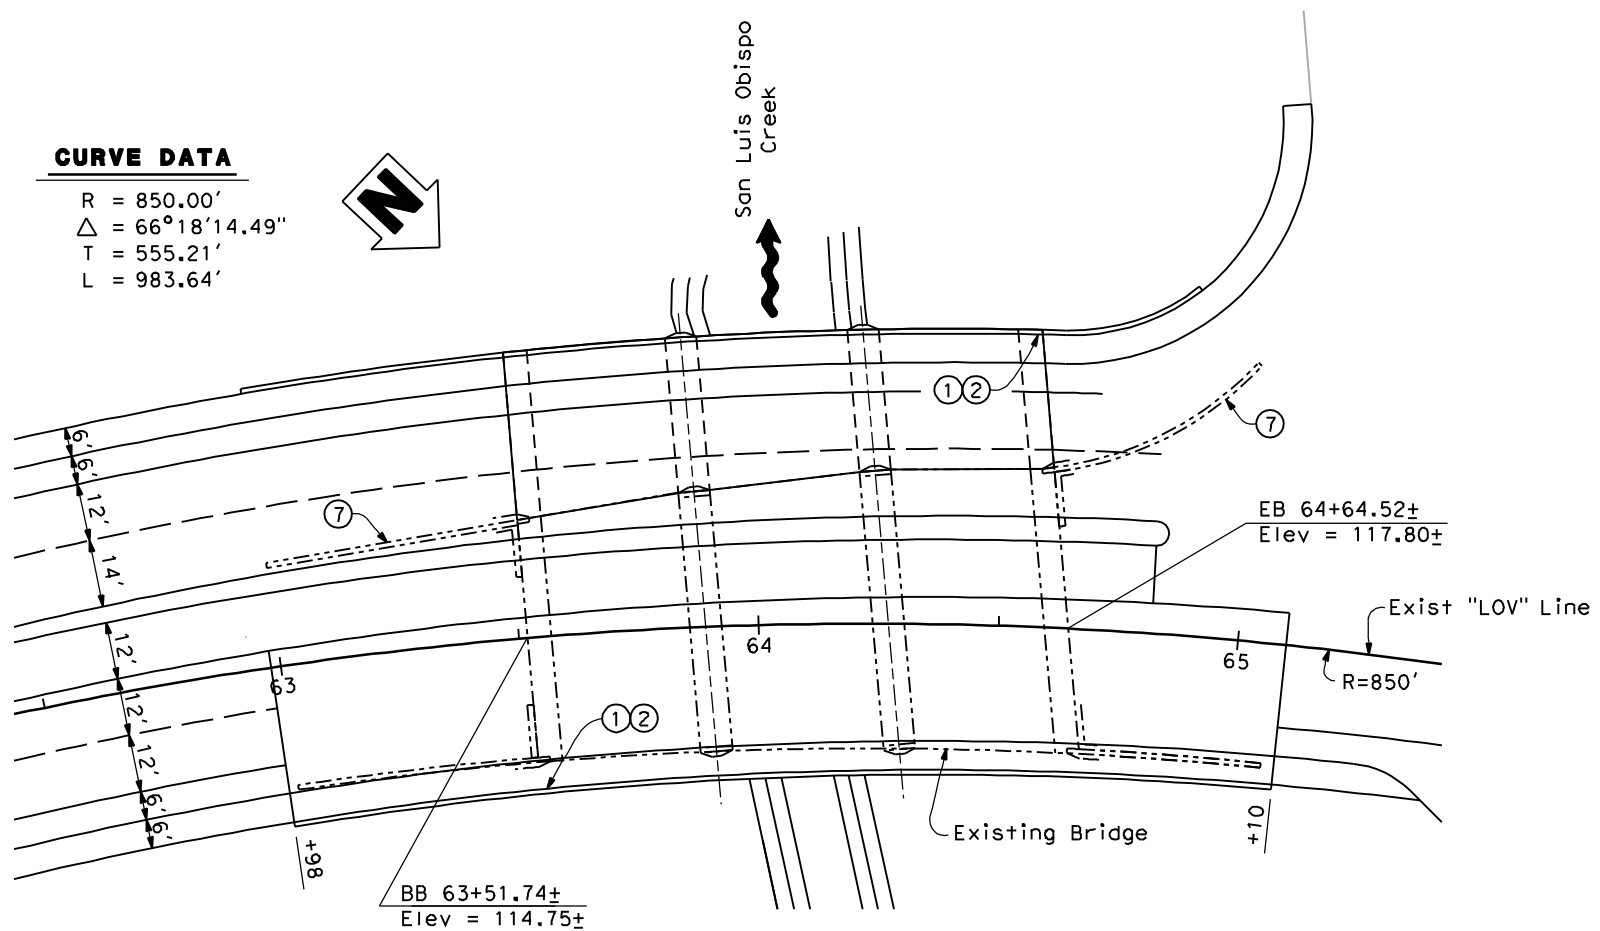 San Luis Obispo
Creek
CURVE DATA
R = 850.00'
△ = 66°18'14.49"
T = 555.21'
L = 983.64'
N
1 2
7
7
6'
6'
12'
14'
12'
12'
12'
6'
6'
EB 64+64.52±
Elev = 117.80±
Exist "LOV" Line
R=850'
63
64
65
1 2
Existing Bridge
+98
+10
BB 63+51.74±
Elev = 114.75±